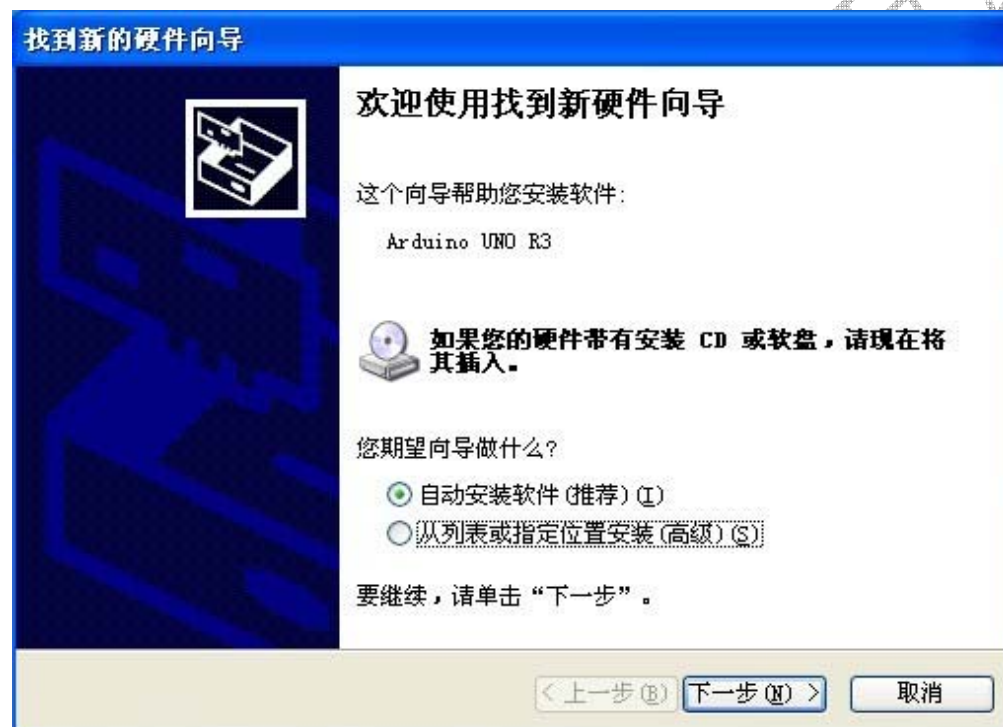 找到新的硬件向导
欢迎使用找到新硬件向导
这个向导帮助您安装软件:
Arduino UNO R3
如果您的硬件带有安装 CD 或软盘，请现在将
其插入。
您期望向导做什么?
自动安装软件(推荐)(I)
从列表或指定位置安装(高级)(S)
要继续，请单击“下一步”。
< 上一步(B) 下一步(N) > 取消